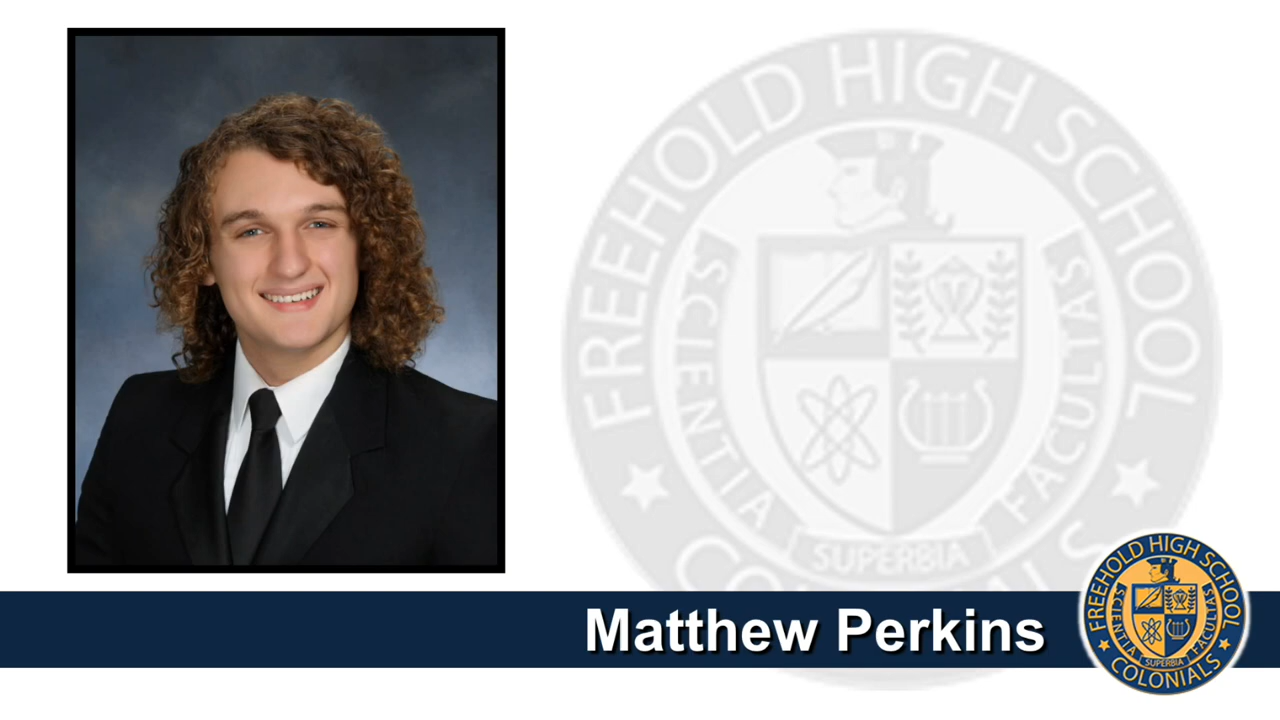 FREEHOLD HIGH SCHOOL
SCIENTIA
FACULTAS
SUPERBIA
COLONIALS
Matthew Perkins
FREEHOLD HIGH SCHOOL
SCIENTIA
FACULTAS
SUPERBIA
COLONIALS